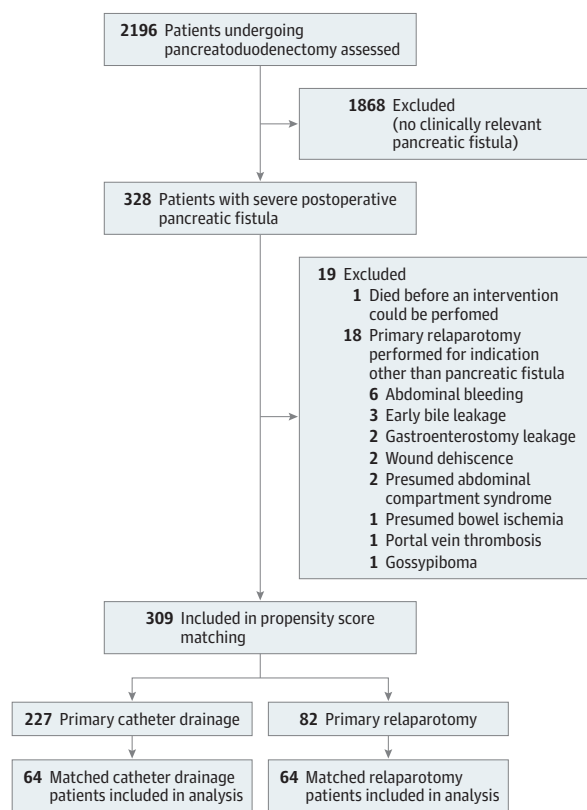 2196 Patients undergoing
pancreatoduodenectomy assessed
1868 Excluded
(no clinically relevant
pancreatic fistula)
328 Patients with severe postoperative
pancreatic fistula
19 Excluded
1 Died before an intervention
could be perfomed
18 Primary relaparotomy
performed for indication
other than pancreatic fistula
6 Abdominal bleeding
3 Early bile leakage
2 Gastroenterostomy leakage
2 Wound dehiscence
2 Presumed abdominal
compartment syndrome
1 Presumed bowel ischemia
1 Portal vein thrombosis
1 Gossypiboma
309 Included in propensity score
matching
227 Primary catheter drainage
82 Primary relaparotomy
64 Matched catheter drainage
patients included in analysis
64 Matched relaparotomy
patients included in analysis